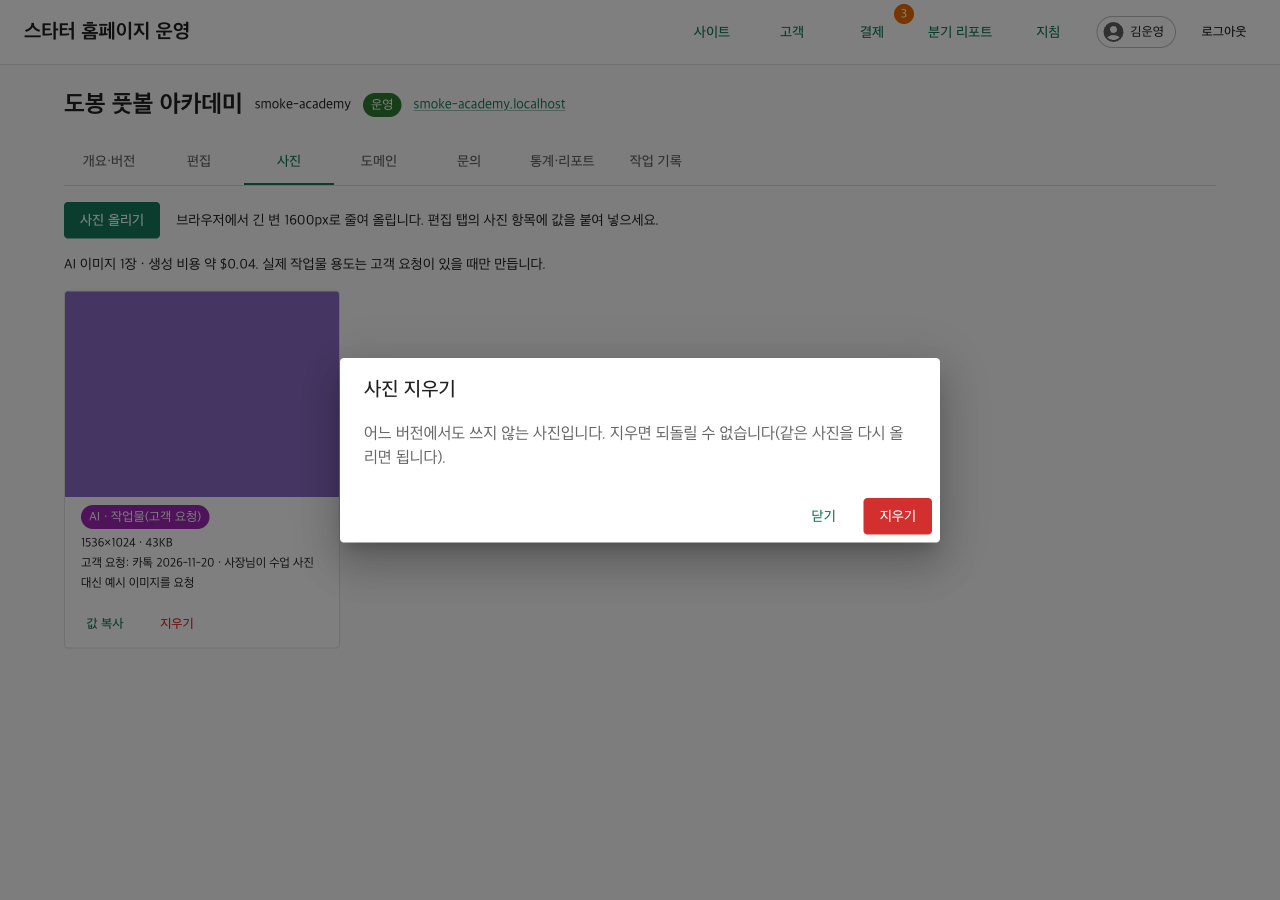 스타터 홈페이지 운영
사이트
고객
결제
3
분기 리포트
지침
김운영
로그아웃
도봉 풋볼 아카데미 smoke-academy 운영 smoke-academy.localhost
개요·버전
편집
사진
도메인
문의
통계·리포트
작업 기록
사진 올리기
브라우저에서 긴 변 1600px로 줄여 올립니다. 편집 탭의 사진 항목에 값을 붙여 넣으세요.
AI 이미지 1장 · 생성 비용 약 $0.04. 실제 작업물 용도는 고객 요청이 있을 때만 만듭니다.
AI · 작업물(고객 요청)
1536×1024 · 43KB
고객 요청: 카톡 2026-11-20 · 사장님이 수업 사진
대신 예시 이미지를 요청
값 복사
지우기
사진 지우기
어느 버전에서도 쓰지 않는 사진입니다. 지우면 되돌릴 수 없습니다(같은 사진을 다시 올
리면 됩니다).
닫기
지우기